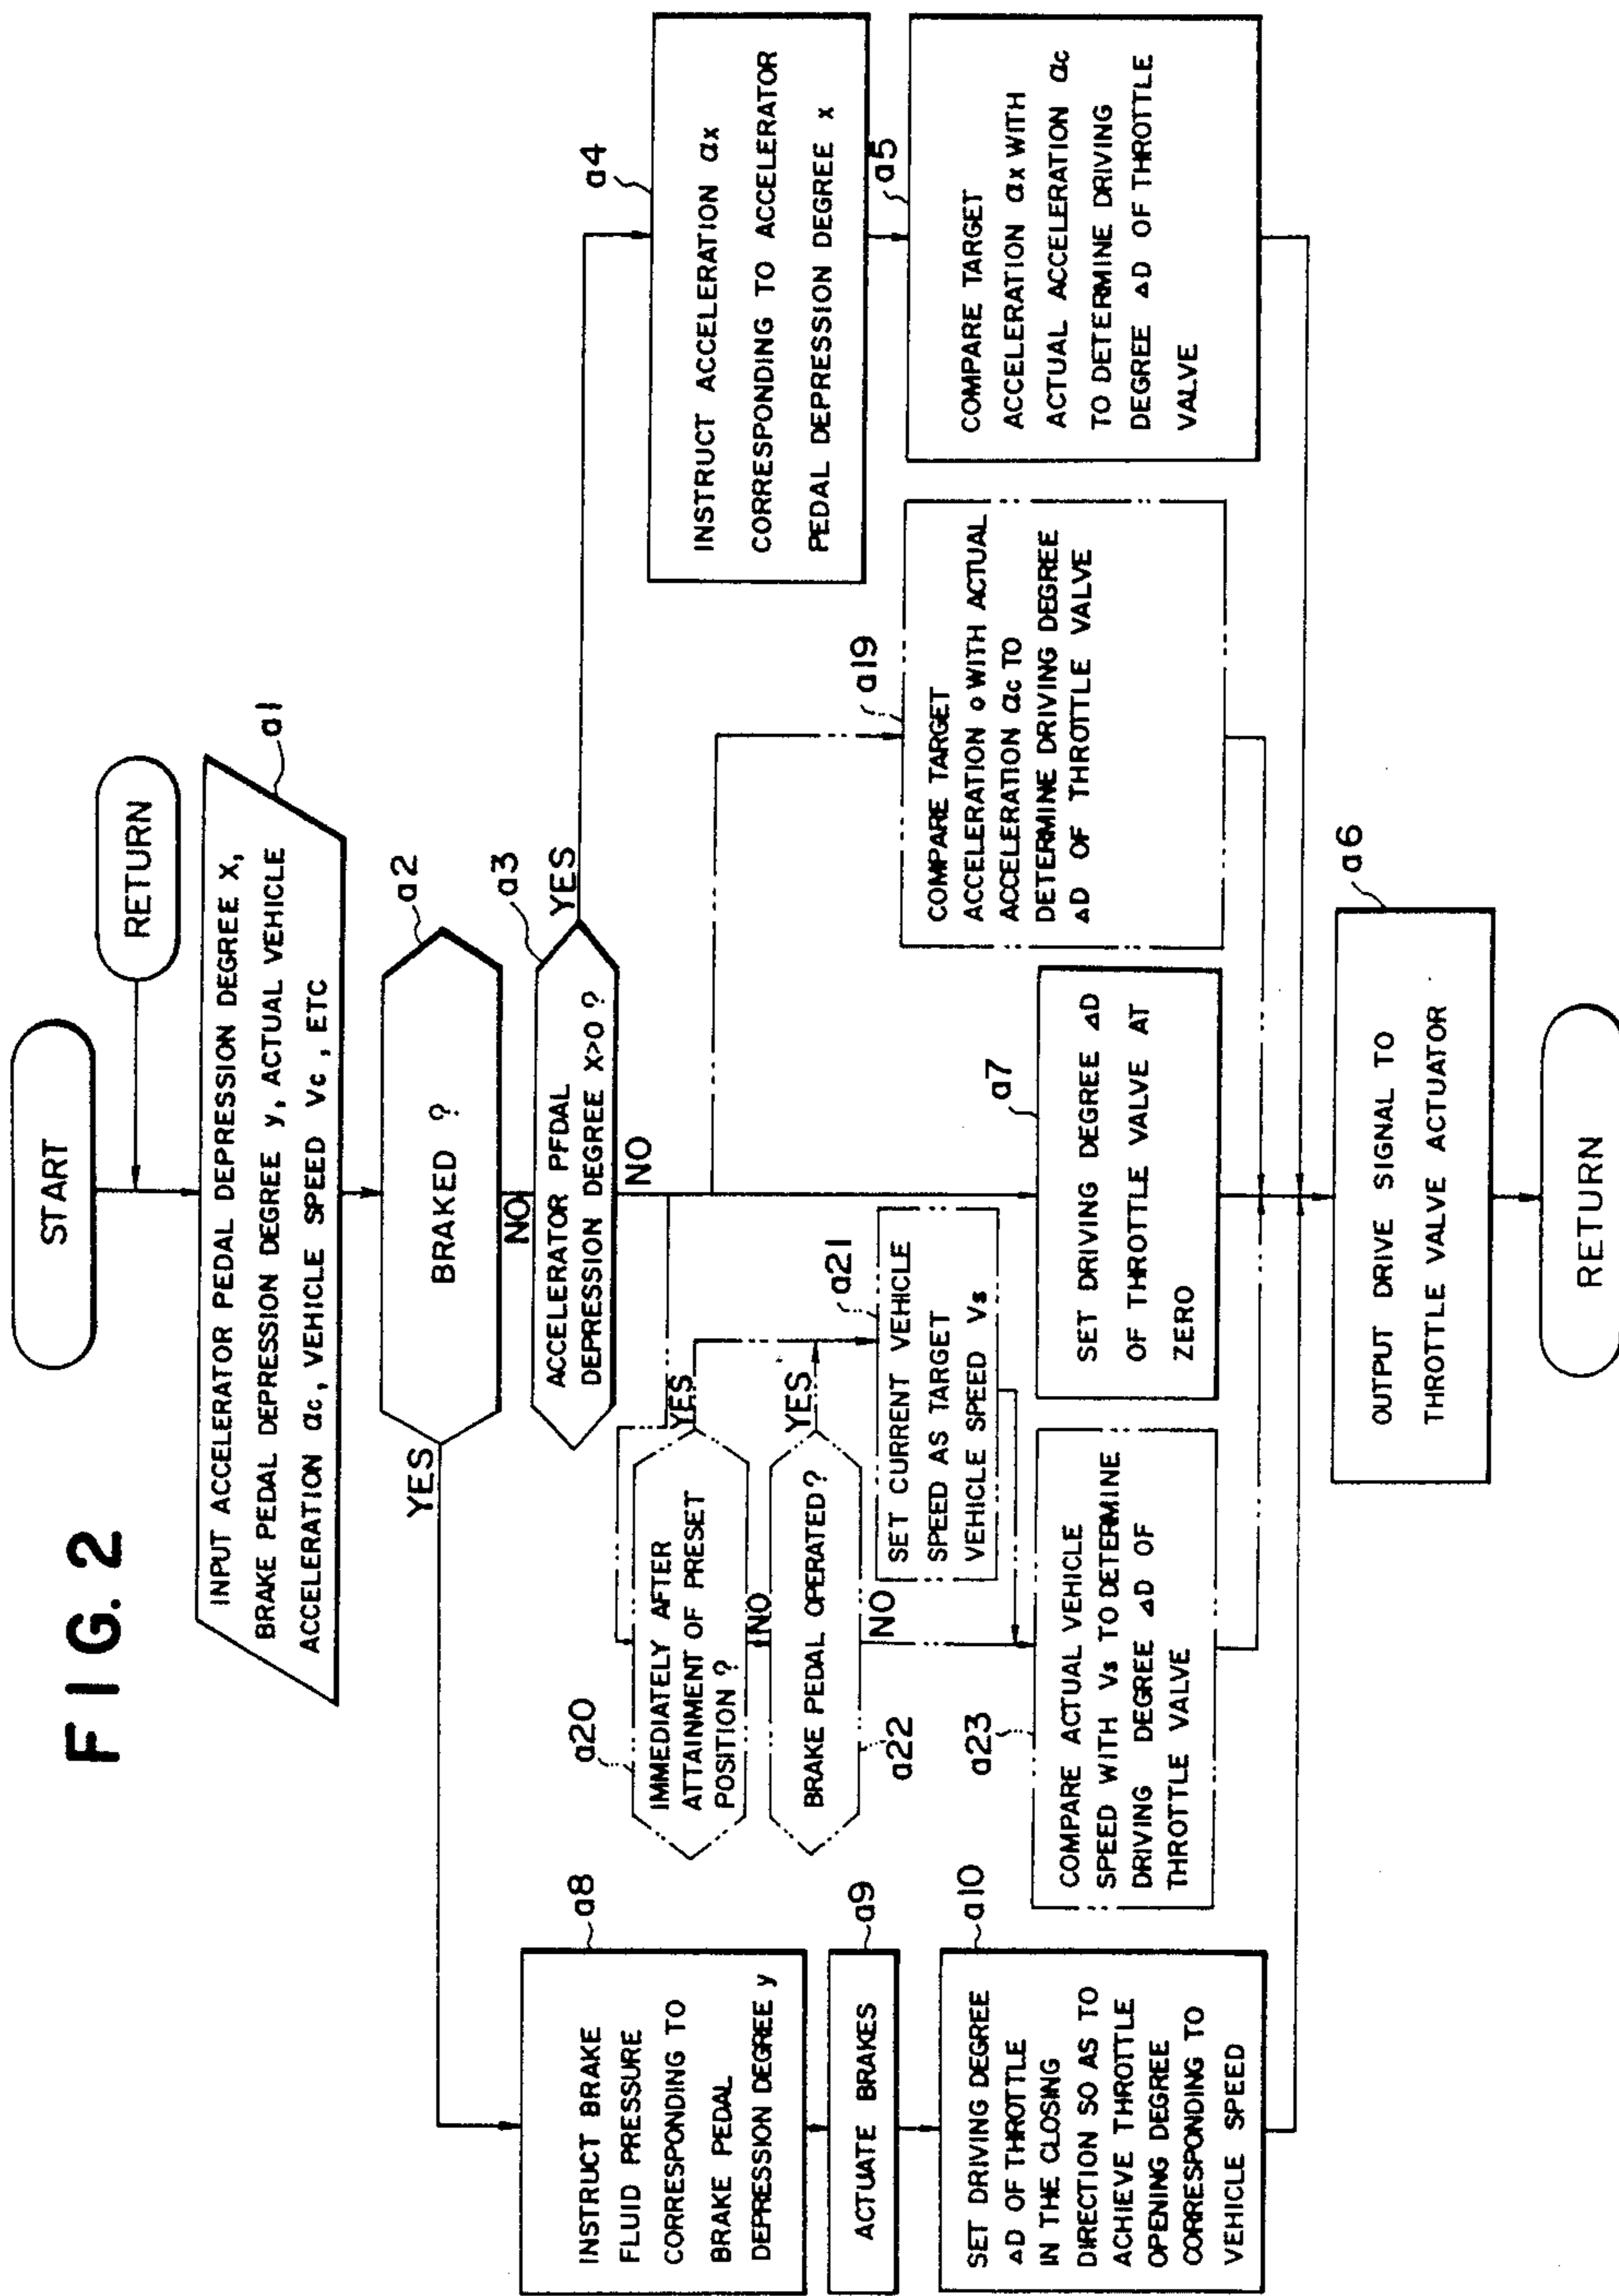 FIG. 2
START
RETURN
INPUT ACCELERATOR PEDAL DEPRESSION DEGREE X,
BRAKE PEDAL DEPRESSION DEGREE y, ACTUAL VEHICLE
ACCELERATION αc, VEHICLE SPEED Vc, ETC
a1
BRAKED ?
a2
YES
NO
ACCELERATOR PFDAL
DEPRESSION DEGREE X>0 ?
a3
YES
NO
INSTRUCT ACCELERATION αx
CORRESPONDING TO ACCELERATOR
PEDAL DEPRESSION DEGREE x
a4
COMPARE TARGET
ACCELERATION αx WITH
ACTUAL ACCELERATION αc
TO DETERMINE DRIVING
DEGREE ΔD OF THROTTLE
VALVE
a5
COMPARE TARGET
ACCELERATION o WITH ACTUAL
ACCELERATION αc TO
DETERMINE DRIVING DEGREE
ΔD OF THROTTLE VALVE
a19
SET DRIVING DEGREE ΔD
OF THROTTLE VALVE AT
ZERO
a7
IMMEDIATELY AFTER
ATTAINMENT OF PRESET
POSITION ?
a20
YES
NO
BRAKE PEDAL OPERATED?
a22
YES
NO
SET CURRENT VEHICLE
SPEED AS TARGET
VEHICLE SPEED Vs
a21
COMPARE ACTUAL VEHICLE
SPEED WITH Vs TO DETERMINE
DRIVING DEGREE ΔD OF
THROTTLE VALVE
a23
INSTRUCT BRAKE
FLUID PRESSURE
CORRESPONDING TO
BRAKE PEDAL
DEPRESSION DEGREE y
a8
ACTUATE BRAKES
a9
SET DRIVING DEGREE
ΔD OF THROTTLE
IN THE CLOSING
DIRECTION SO AS TO
ACHIEVE THROTTLE
OPENING DEGREE
CORRESPONDING TO
VEHICLE SPEED
a10
OUTPUT DRIVE SIGNAL TO
THROTTLE VALVE ACTUATOR
a6
RETURN